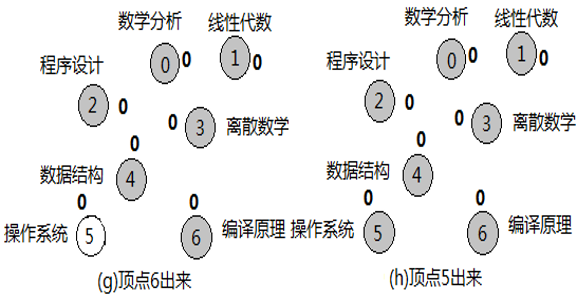 数学分析 线性代数
0 0 1 0
程序设计
2 0
0 3 离散数学
0
数据结构 4
0 0
操作系统 5 6 编译原理
(g)顶点6出来
数学分析 线性代数
0 0 1 0
程序设计
2 0
0 3 离散数学
0
数据结构 4
0 0
操作系统 5 6 编译原理
(h)顶点5出来